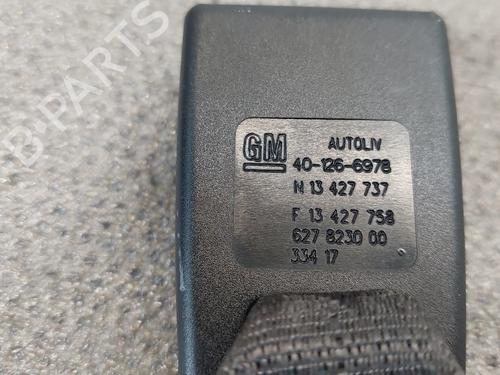 B-PARTS
GM AUTOLIV
40-126-6978
N 13 427 737
F 13 427 758
627 8230 00
334 17